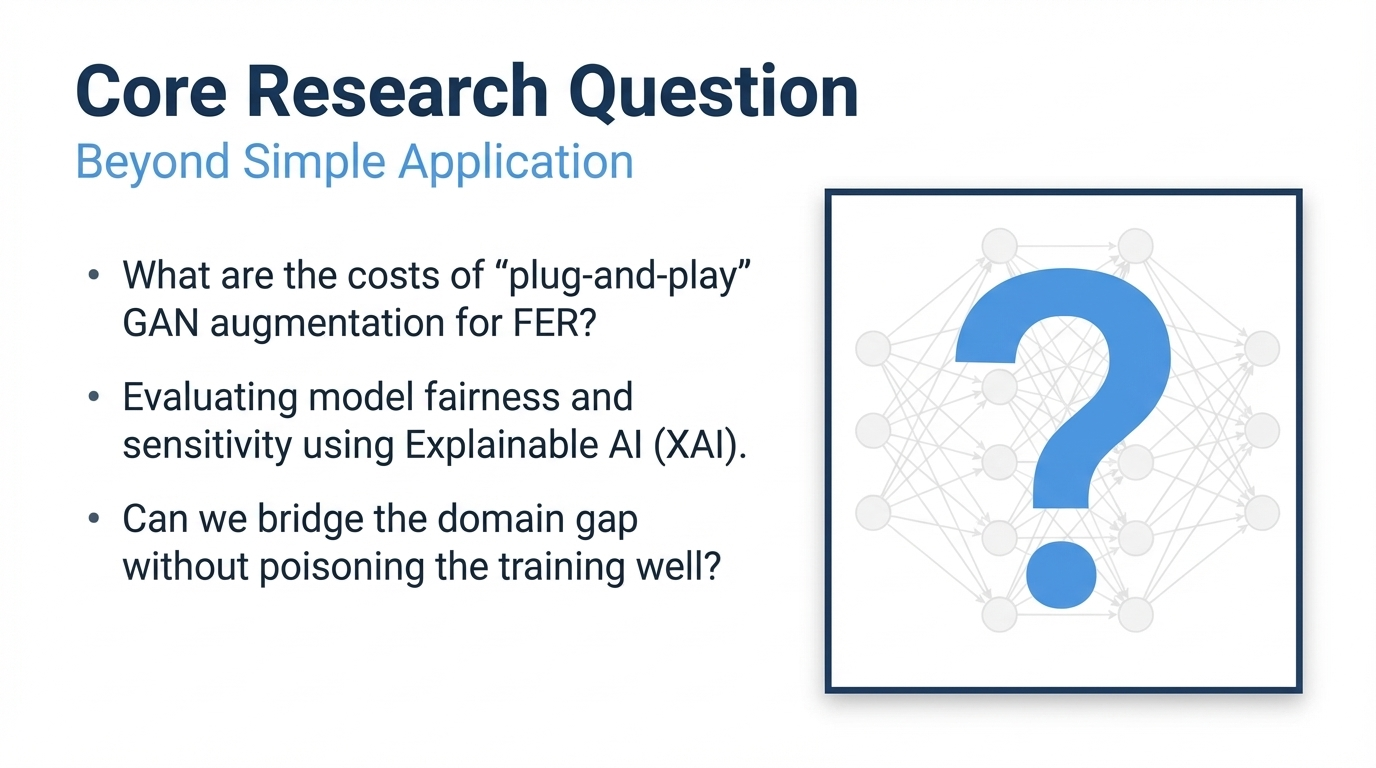 Core Research Question
Beyond Simple Application
• What are the costs of “plug-and-play”
GAN augmentation for FER?
• Evaluating model fairness and
sensitivity using Explainable AI (XAI).
• Can we bridge the domain gap
without poisoning the training well?
?